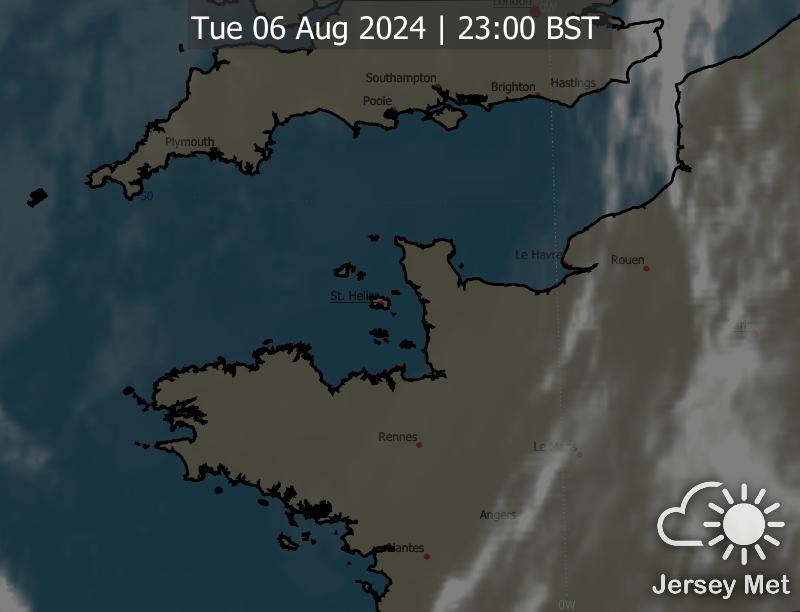 London
0W
Tue 06 Aug 2024 | 23:00 BST
Southampton
Brighton
Hastings
Poole
Plymouth
50
Le Havre
Rouen
St. Helier
Rennes
Le Mans
Angers
Nantes
Jersey Met
0W